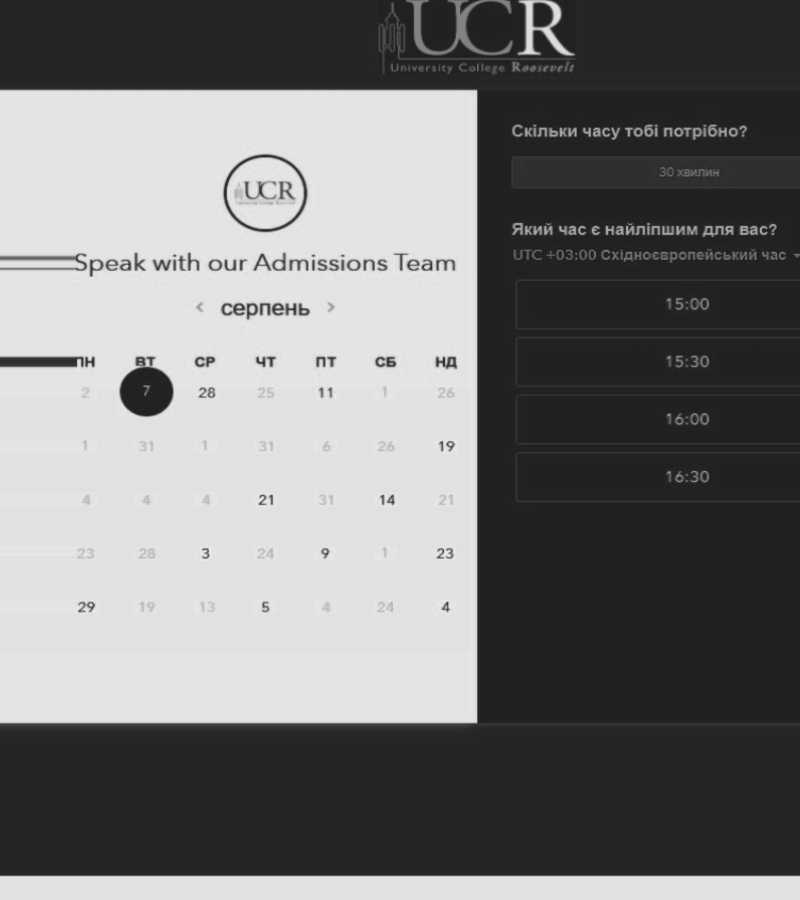 UCR
University College Roosevelt
UCR
Speak with our Admissions Team
< серпень >
ПН ВТ СР ЧТ ПТ СБ НД
2 7 28 25 11 1 26
1 31 1 31 6 26 19
4 4 4 21 31 14 21
23 28 3 24 9 1 23
29 19 13 5 4 24 4
Скільки часу тобі потрібно?
30 хвилин
Який час є найліпшим для вас?
UTC +03:00 Східноєвропейський час
15:00
15:30
16:00
16:30